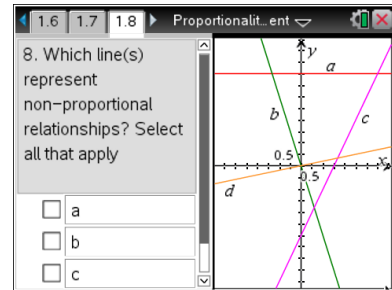 1.6 1.7 1.8 Proportionalit...ent
8. Which line(s)
represent
non-proportional
relationships? Select
all that apply
a
b
c
y
a
b
c
0.5
x
0.5
d